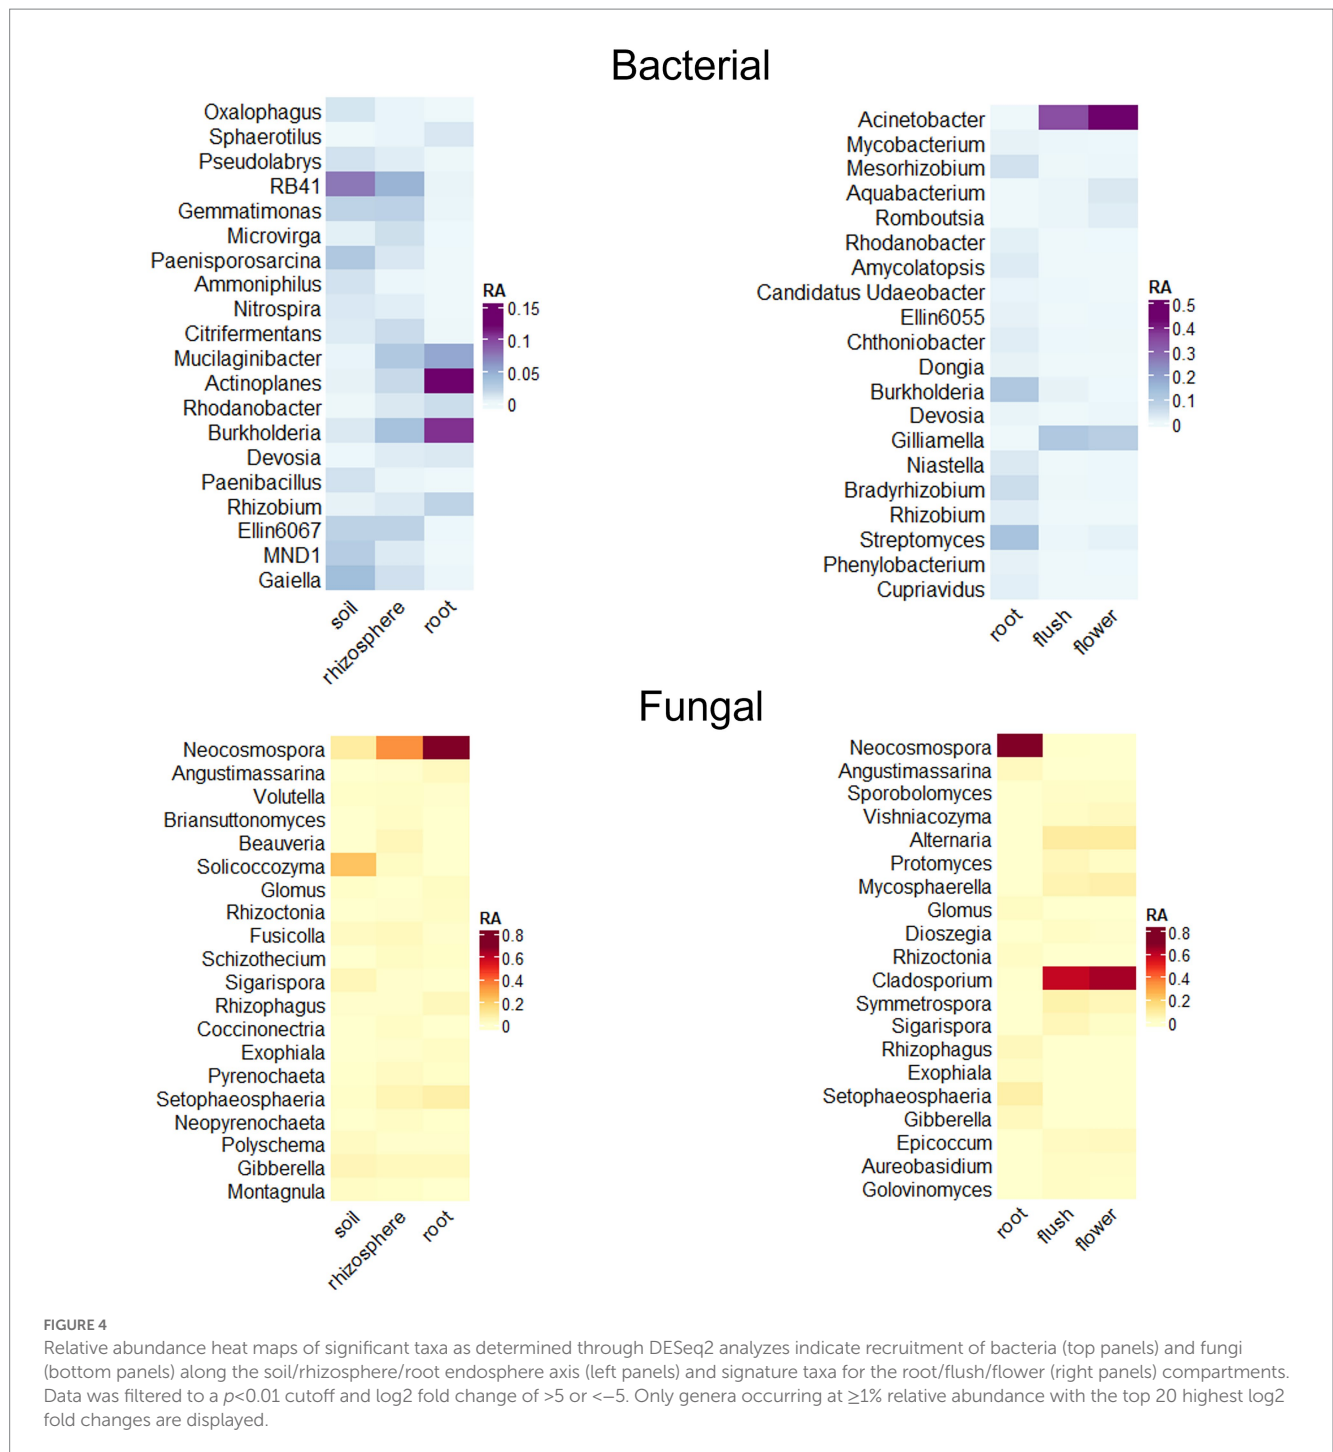 Bacterial
Oxalophagus
Sphaerotilus
Pseudolabrys
RB41
Gemmatimonas
Microvirga
Paenisporosarcina
Ammoniphilus
Nitrospira
Citrifermentans
Mucilaginibacter
Actinoplanes
Rhodanobacter
Burkholderia
Devosia
Paenibacillus
Rhizobium
Ellin6067
MND1
Gaiella
soil
rhizosphere
root
RA
0.15
0.1
0.05
0
Acinetobacter
Mycobacterium
Mesorhizobium
Aquabacterium
Romboutsia
Rhodanobacter
Amycolatopsis
Candidatus Udaeobacter
Ellin6055
Chthoniobacter
Dongia
Burkholderia
Devosia
Gilliamella
Niastella
Bradyrhizobium
Rhizobium
Streptomyces
Phenylobacterium
Cupriavidus
root
flush
flower
RA
0.5
0.4
0.3
0.2
0.1
0
Fungal
Neocosmospora
Angustimassarina
Volutella
Briansuttonomyces
Beauveria
Solicoccozyma
Glomus
Rhizoctonia
Fusicolla
Schizothecium
Sigarispora
Rhizophagus
Coccinonectria
Exophiala
Pyrenochaeta
Setophaeosphaeria
Neopyrenochaeta
Polyschema
Gibberella
Montagnula
soil
rhizosphere
root
RA
0.8
0.6
0.4
0.2
0
Neocosmospora
Angustimassarina
Sporobolomyces
Vishniacozyma
Alternaria
Protomyces
Mycosphaerella
Glomus
Dioszegia
Rhizoctonia
Cladosporium
Symmetrospora
Sigarispora
Rhizophagus
Exophiala
Setophaeosphaeria
Gibberella
Epicoccum
Aureobasidium
Golovinomyces
root
flush
flower
RA
0.8
0.6
0.4
0.2
0
FIGURE 4
Relative abundance heat maps of significant taxa as determined through DESeq2 analyzes indicate recruitment of bacteria (top panels) and fungi
(bottom panels) along the soil/rhizosphere/root endosphere axis (left panels) and signature taxa for the root/flush/flower (right panels) compartments.
Data was filtered to a p<0.01 cutoff and log2 fold change of >5 or <−5. Only genera occurring at ≥1% relative abundance with the top 20 highest log2
fold changes are displayed.